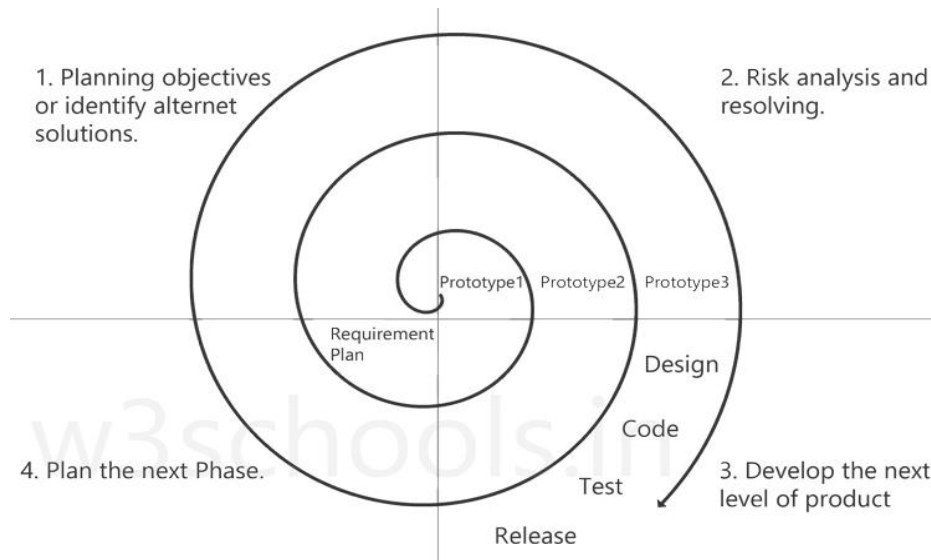 1. Planning objectives
or identify alternet
solutions.
2. Risk analysis and
resolving.
Prototype1
Prototype2
Prototype3
Requirement
Plan
Design
Code
Test
Release
4. Plan the next Phase.
3. Develop the next
level of product
w3schools.in